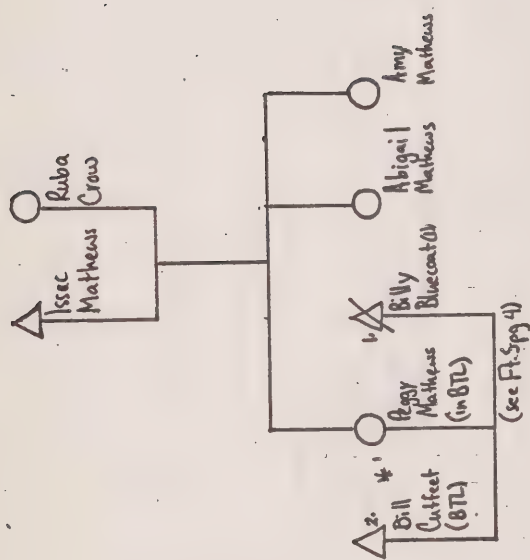 Issac
Mathews
Ruba
Crow
2.
Bill
Cutfeet
(BTL)
Peggy
Mathews
(in BTL)
1.
Billy
Bluecoat
Abigail
Mathews
Amy
Mathews
(see Ft.S pg 4)